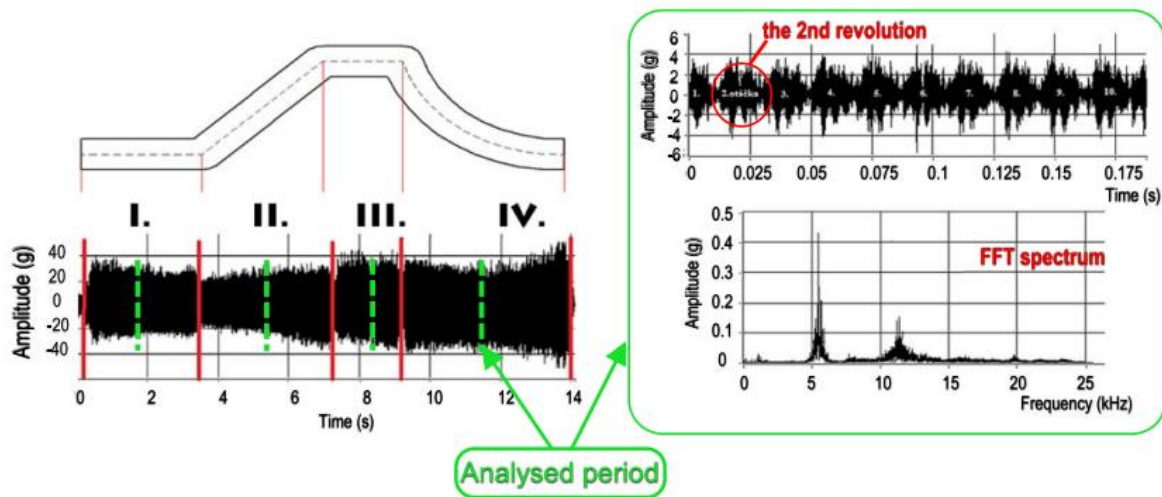 I. II. III. IV.
Amplitude (g)
40
20
0
-20
-40
0 2 4 6 8 10 12 14
Time (s)
Analysed period
the 2nd revolution
Amplitude (g)
6
4
2
0
-2
-4
-6
1. 2.otáčka 3. 4. 5. 6. 7. 8. 9. 10.
0 0.025 0.05 0.075 0.1 0.125 0.15 0.175
Time (s)
FFT spectrum
Amplitude (g)
0.5
0.4
0.3
0.2
0.1
0
0 5 10 15 20 25
Frequency (kHz)